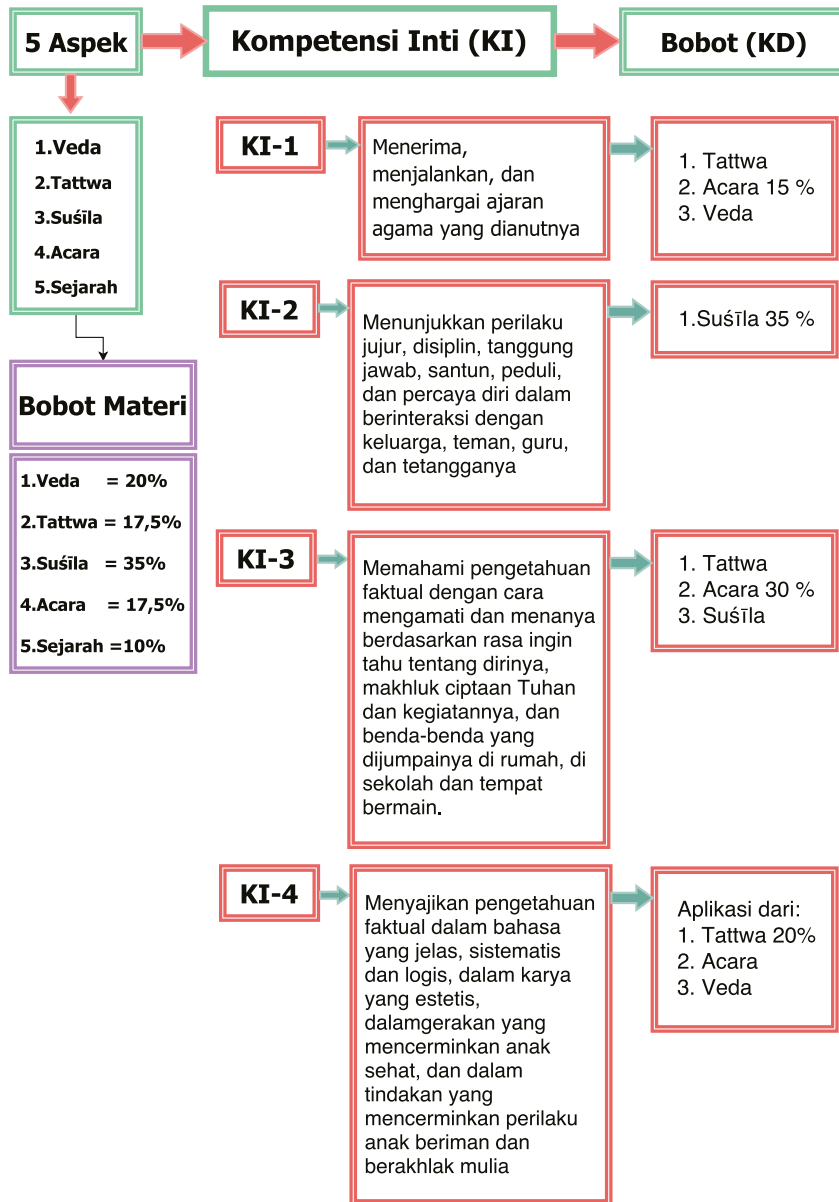 5 Aspek
Kompetensi Inti (KI)
Bobot (KD)
1.Veda
2.Tattwa
3.Suśīla
4.Acara
5.Sejarah
Bobot Materi
1.Veda = 20%
2.Tattwa = 17,5%
3.Suśīla = 35%
4.Acara = 17,5%
5.Sejarah =10%
KI-1
Menerima,
menjalankan, dan
menghargai ajaran
agama yang dianutnya
1. Tattwa
2. Acara 15 %
3. Veda
KI-2
Menunjukkan perilaku
jujur, disiplin, tanggung
jawab, santun, peduli,
dan percaya diri dalam
berinteraksi dengan
keluarga, teman, guru,
dan tetangganya
1.Suśīla 35 %
KI-3
Memahami pengetahuan
faktual dengan cara
mengamati dan menanya
berdasarkan rasa ingin
tahu tentang dirinya,
makhluk ciptaan Tuhan
dan kegiatannya, dan
benda-benda yang
dijumpainya di rumah, di
sekolah dan tempat
bermain.
1. Tattwa
2. Acara 30 %
3. Suśīla
KI-4
Menyajikan pengetahuan
faktual dalam bahasa
yang jelas, sistematis
dan logis, dalam karya
yang estetis,
dalamgerakan yang
mencerminkan anak
sehat, dan dalam
tindakan yang
mencerminkan perilaku
anak beriman dan
berakhlak mulia
Aplikasi dari:
1. Tattwa 20%
2. Acara
3. Veda